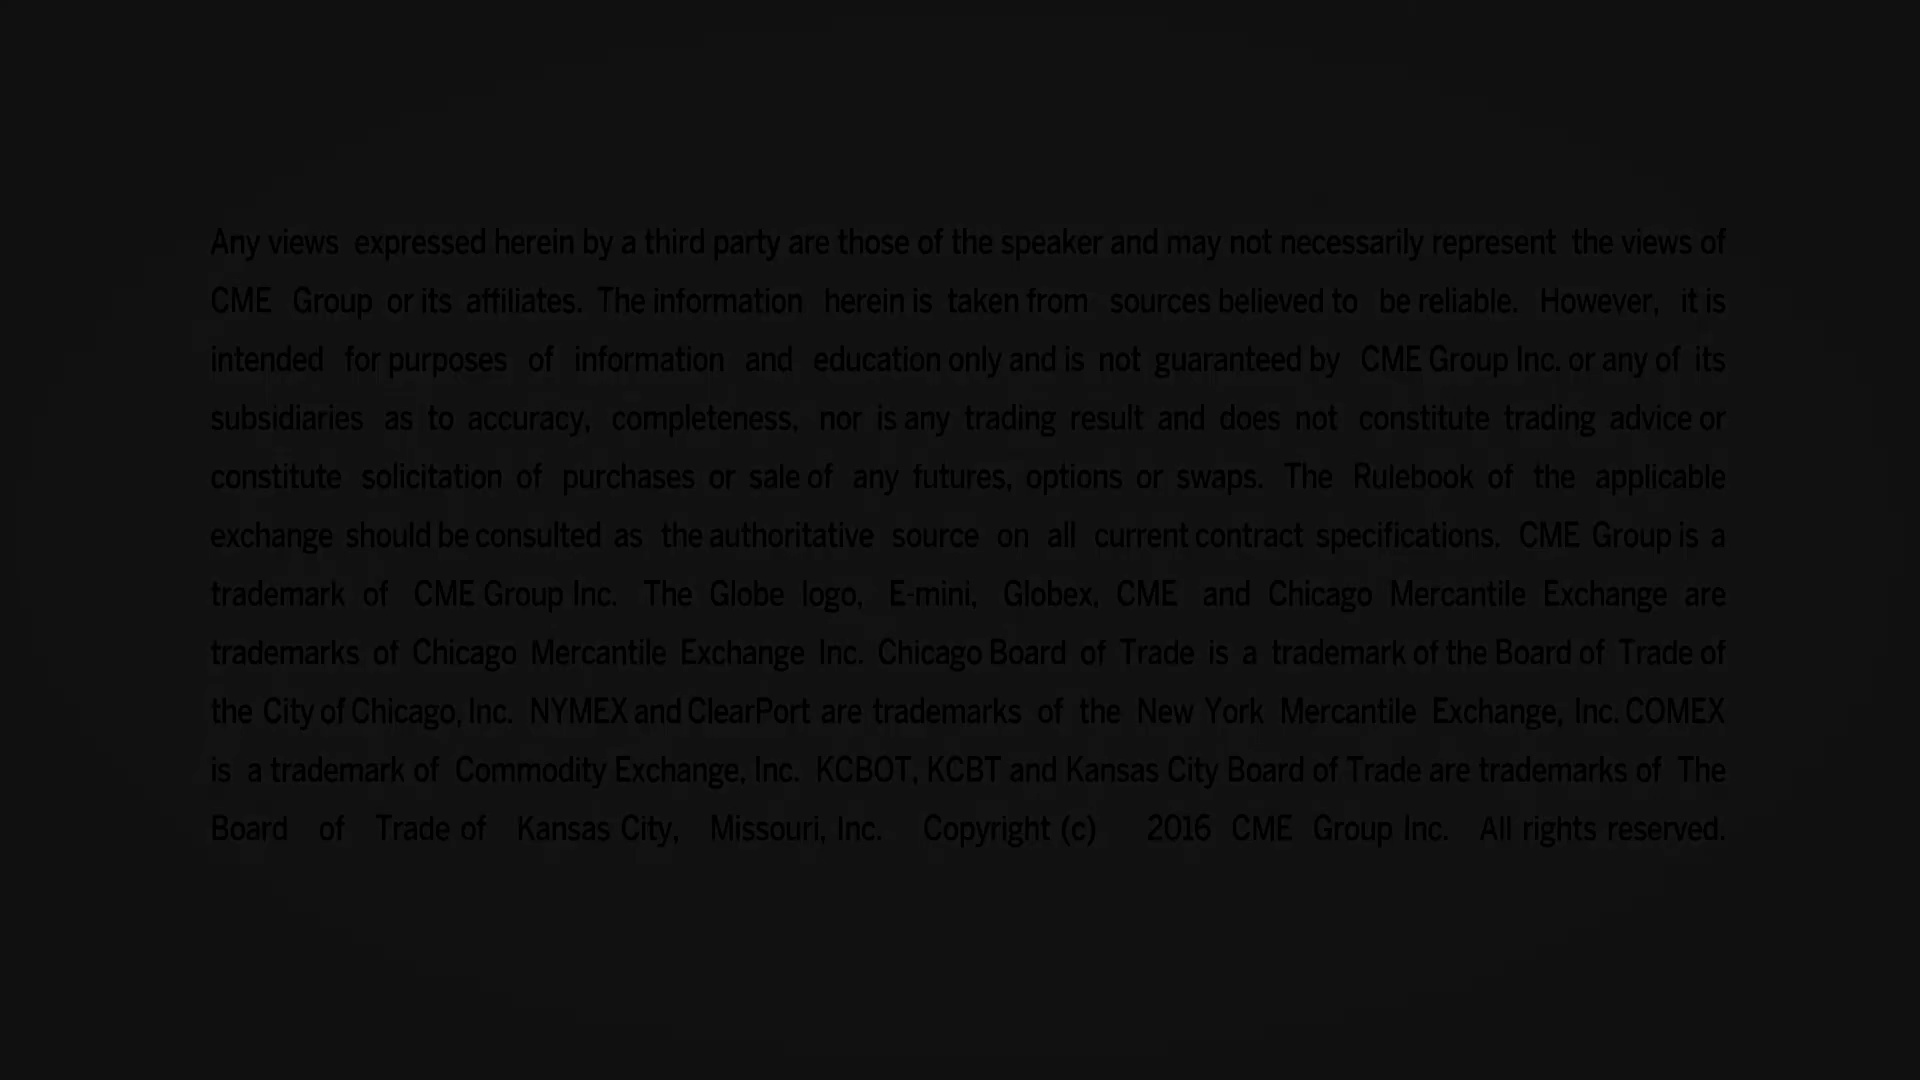 Any views expressed herein by a third party are those of the speaker and may not necessarily represent the views of
CME Group or its affiliates. The information herein is taken from sources believed to be reliable. However, it is
intended for purposes of information and education only and is not guaranteed by CME Group Inc. or any of its
subsidiaries as to accuracy, completeness, nor is any trading result and does not constitute trading advice or
constitute solicitation of purchases or sale of any futures, options or swaps. The Rulebook of the applicable
exchange should be consulted as the authoritative source on all current contract specifications. CME Group is a
trademark of CME Group Inc. The Globe logo, E-mini, Globex, CME and Chicago Mercantile Exchange are
trademarks of Chicago Mercantile Exchange Inc. Chicago Board of Trade is a trademark of the Board of Trade of
the City of Chicago, Inc. NYMEX and ClearPort are trademarks of the New York Mercantile Exchange, Inc. COMEX
is a trademark of Commodity Exchange, Inc. KCBOT, KCBT and Kansas City Board of Trade are trademarks of The
Board of Trade of Kansas City, Missouri, Inc. Copyright (c) 2016 CME Group Inc. All rights reserved.